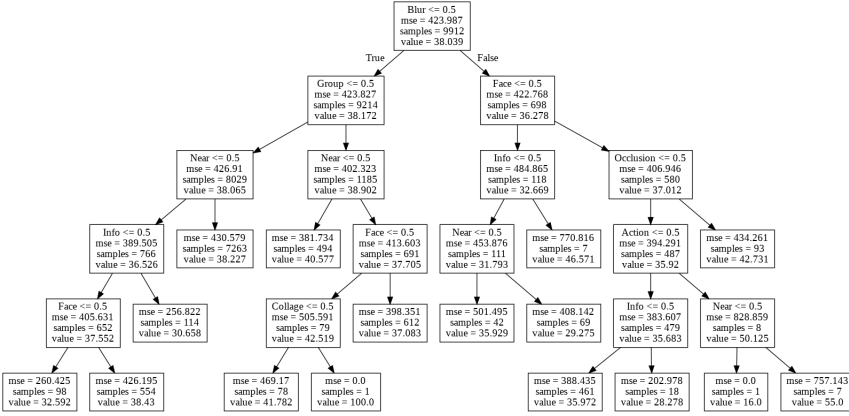 Blur <= 0.5
mse = 423.987
samples = 9912
value = 38.039
True
False
Group <= 0.5
mse = 423.827
samples = 9214
value = 38.172
Face <= 0.5
mse = 422.768
samples = 698
value = 36.278
Near <= 0.5
mse = 426.91
samples = 8029
value = 38.065
Near <= 0.5
mse = 402.323
samples = 1185
value = 38.902
Info <= 0.5
mse = 484.865
samples = 118
value = 32.669
Occlusion <= 0.5
mse = 406.946
samples = 580
value = 37.012
Info <= 0.5
mse = 389.505
samples = 766
value = 36.526
mse = 430.579
samples = 7263
value = 38.227
mse = 381.734
samples = 494
value = 40.577
Face <= 0.5
mse = 413.603
samples = 691
value = 37.705
Near <= 0.5
mse = 453.876
samples = 111
value = 31.793
mse = 770.816
samples = 7
value = 46.571
Action <= 0.5
mse = 394.291
samples = 487
value = 35.92
mse = 434.261
samples = 93
value = 42.731
Face <= 0.5
mse = 405.631
samples = 652
value = 37.552
mse = 256.822
samples = 114
value = 30.658
Collage <= 0.5
mse = 505.591
samples = 79
value = 42.519
mse = 398.351
samples = 612
value = 37.083
mse = 501.495
samples = 42
value = 35.929
mse = 408.142
samples = 69
value = 29.275
Info <= 0.5
mse = 383.607
samples = 479
value = 35.683
Near <= 0.5
mse = 828.859
samples = 8
value = 50.125
mse = 260.425
samples = 98
value = 32.592
mse = 426.195
samples = 554
value = 38.43
mse = 469.17
samples = 78
value = 41.782
mse = 0.0
samples = 1
value = 100.0
mse = 388.435
samples = 461
value = 35.972
mse = 202.978
samples = 18
value = 28.278
mse = 0.0
samples = 1
value = 16.0
mse = 757.143
samples = 7
value = 55.0